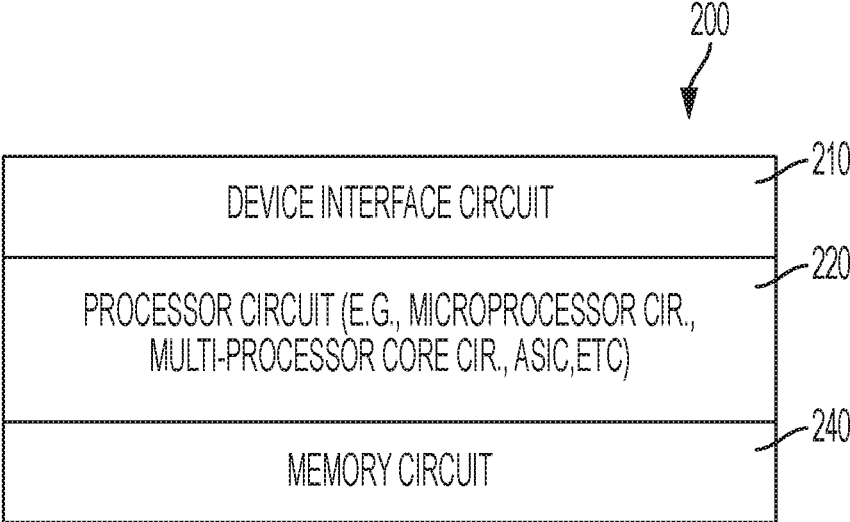 200
210
DEVICE INTERFACE CIRCUIT
220
PROCESSOR CIRCUIT (E.G., MICROPROCESSOR CIR.,
MULTI-PROCESSOR CORE CIR., ASIC,ETC)
240
MEMORY CIRCUIT